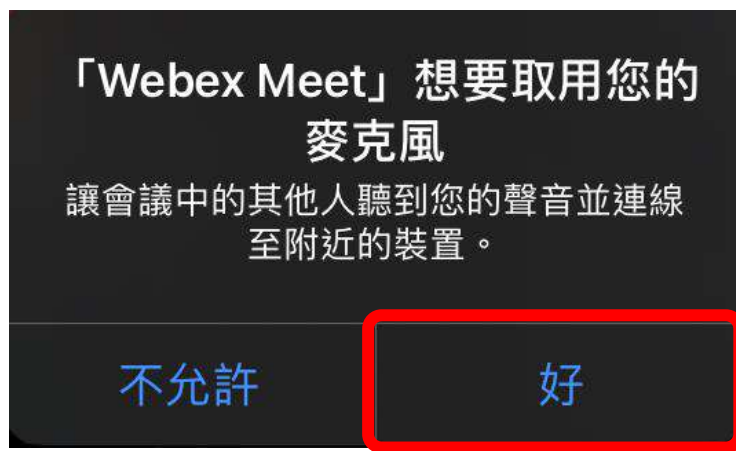 「Webex Meet」想要取用您的
麥克風
讓會議中的其他人聽到您的聲音並連線
至附近的裝置。
不允許
好